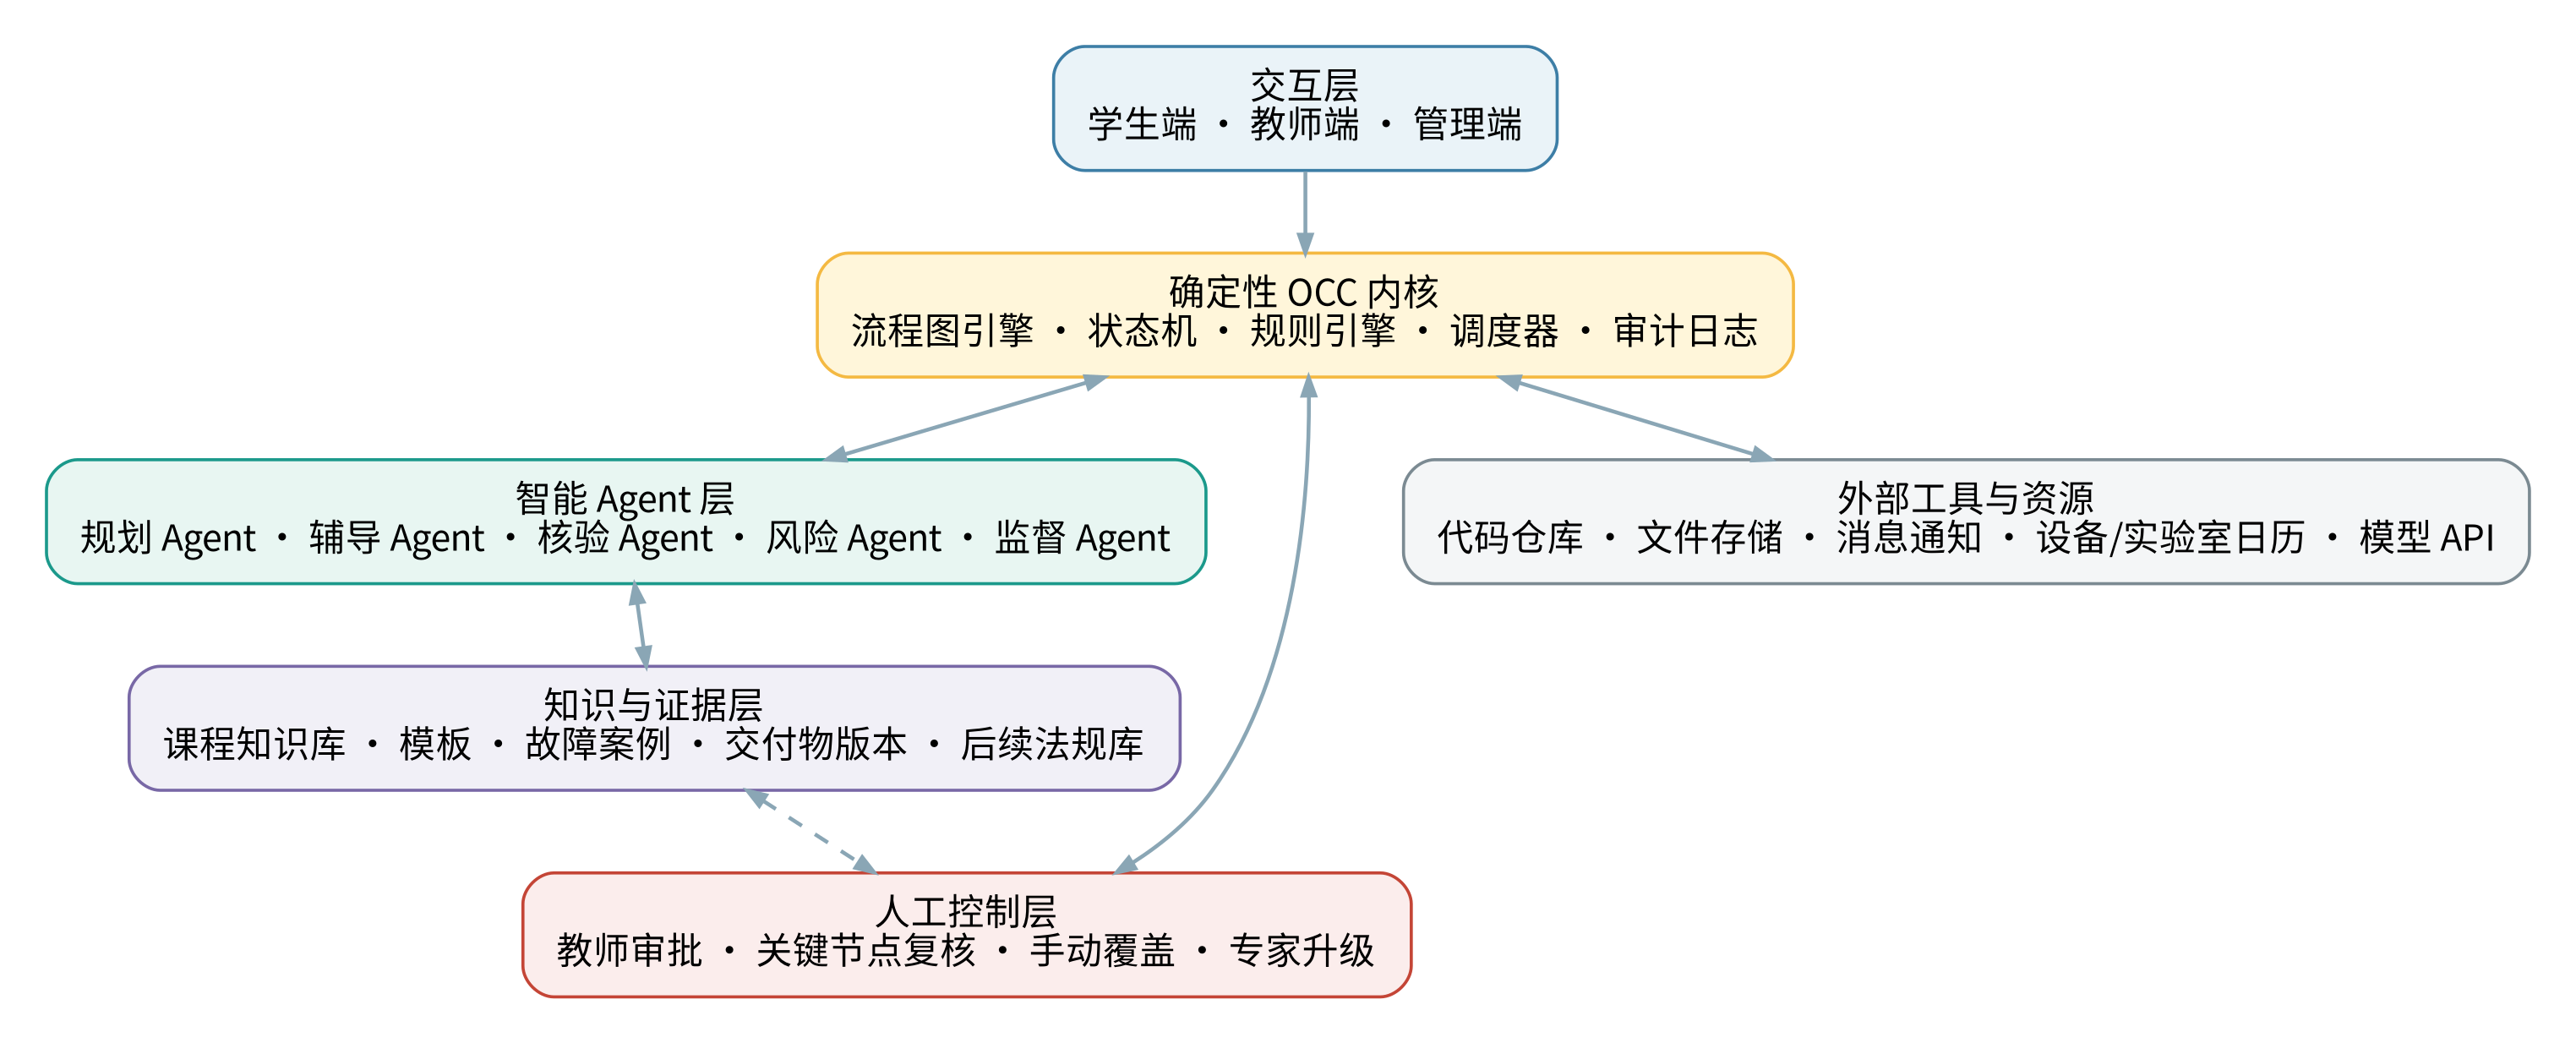 交互层
学生端 • 教师端 • 管理端
确定性 OCC 内核
流程图引擎 • 状态机 • 规则引擎 • 调度器 • 审计日志
智能 Agent 层
规划 Agent • 辅导 Agent • 核验 Agent • 风险 Agent • 监督 Agent
外部工具与资源
代码仓库 • 文件存储 • 消息通知 • 设备/实验室日历 • 模型 API
知识与证据层
课程知识库 • 模板 • 故障案例 • 交付物版本 • 后续法规库
人工控制层
教师审批 • 关键节点复核 • 手动覆盖 • 专家升级